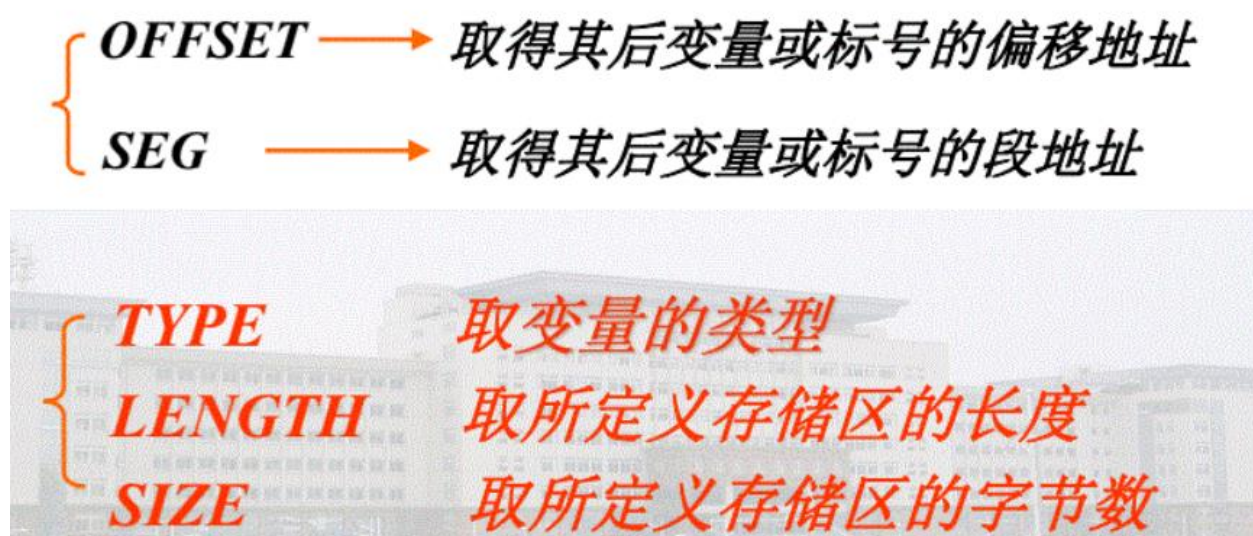 OFFSET 取得其后变量或标号的偏移地址
SEG 取得其后变量或标号的段地址
TYPE 取变量的类型
LENGTH 取所定义存储区的长度
SIZE 取所定义存储区的字节数